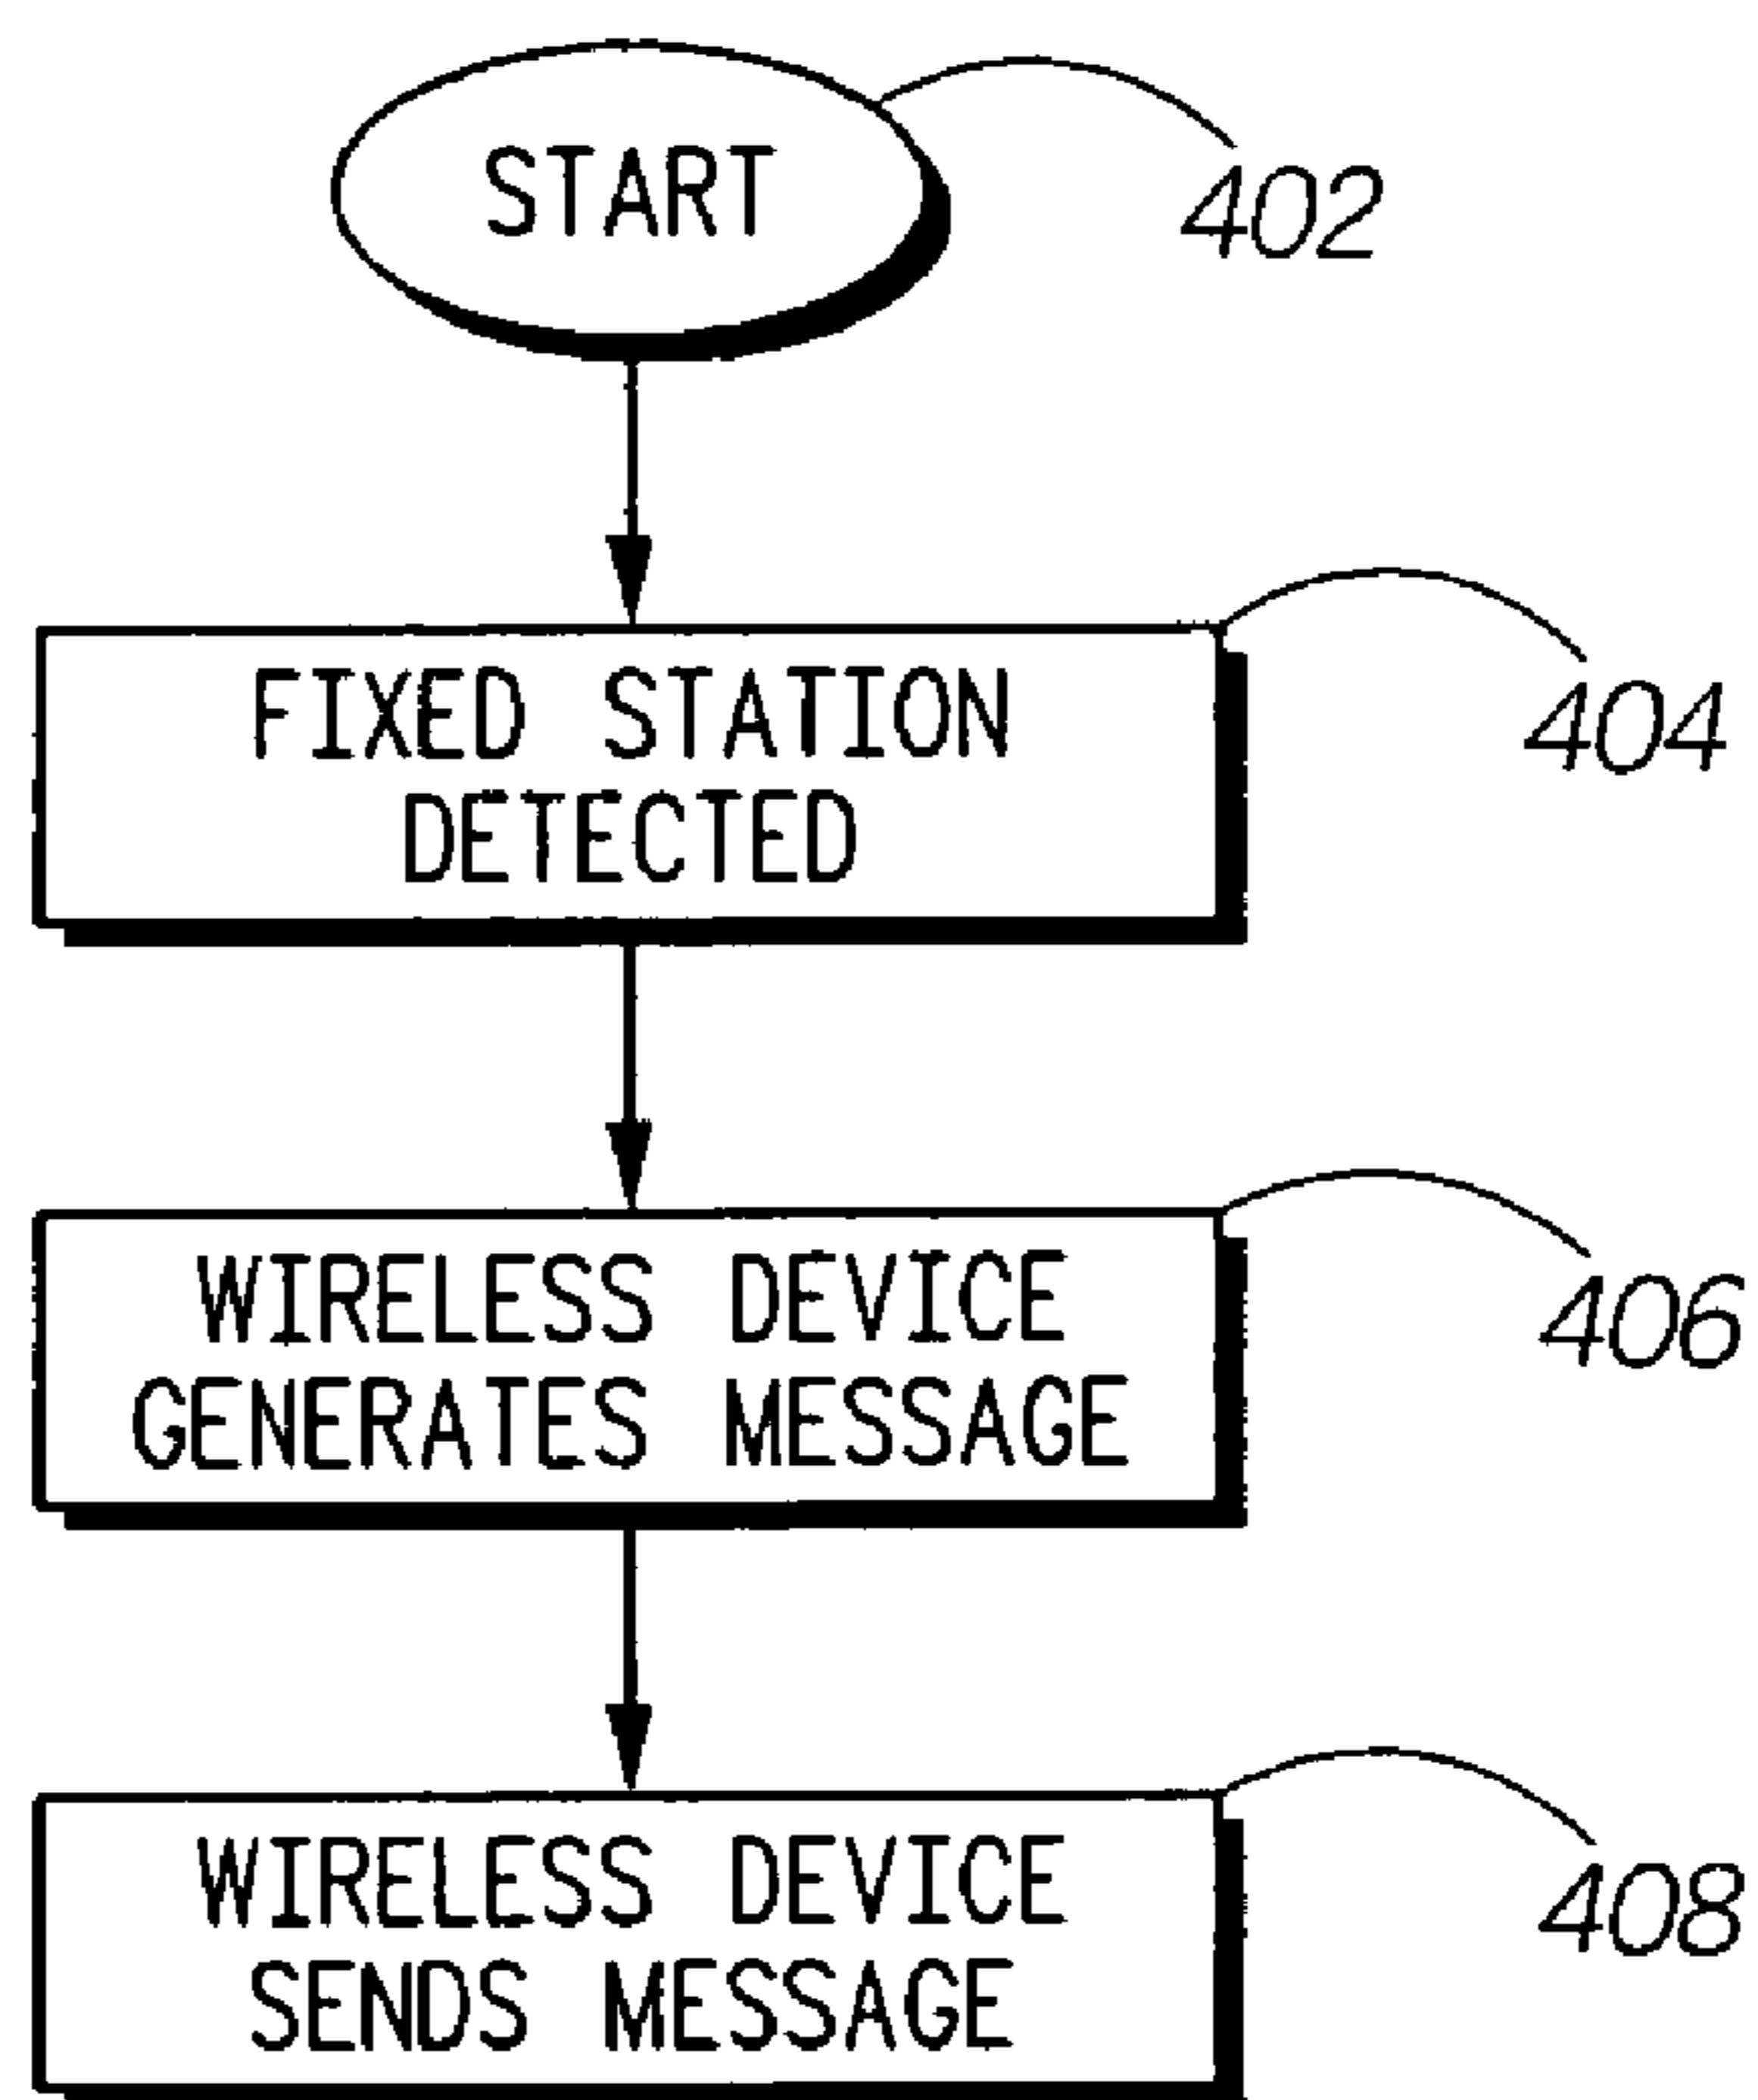 START
402
FIXED STATION
DETECTED
404
WIRELESS DEVICE
GENERATES MESSAGE
406
WIRELESS DEVICE
SENDS MESSAGE
408